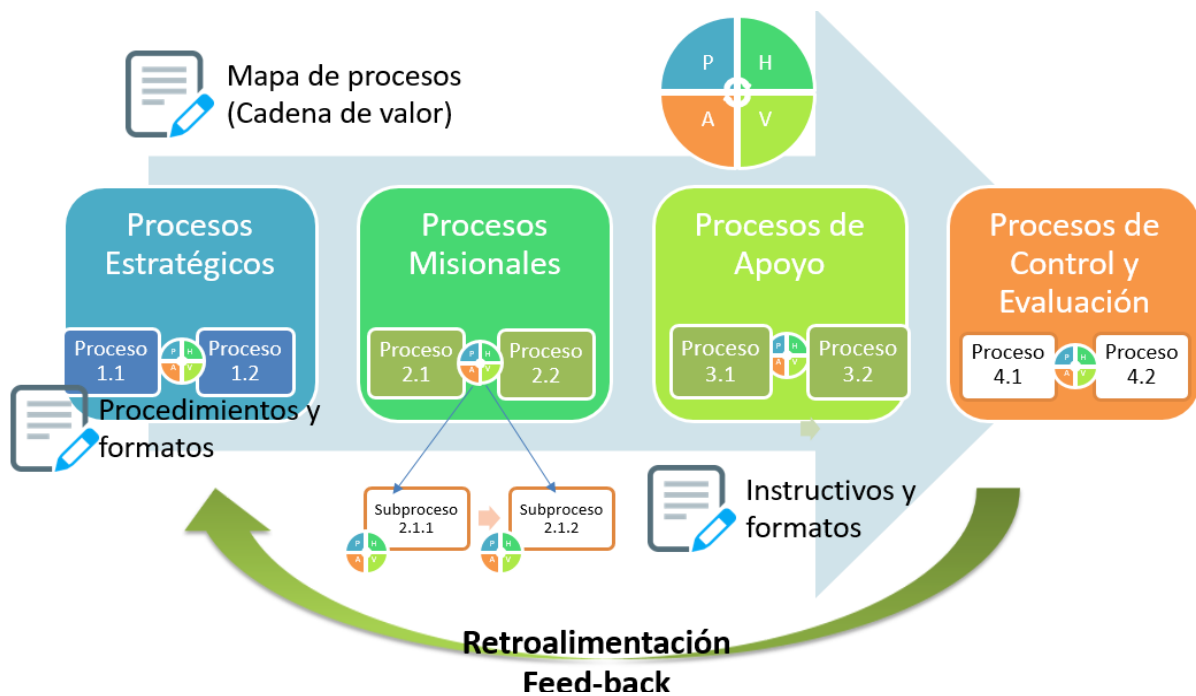 Mapa de procesos
(Cadena de valor)
P
H
A
V
Procesos
Estratégicos
Proceso
1.1
P
H
A
V
Proceso
1.2
Procesos
Misionales
Proceso
2.1
P
H
A
V
Proceso
2.2
Procesos de
Apoyo
Proceso
3.1
P
H
A
V
Proceso
3.2
Procesos de
Control y
Evaluación
Proceso
4.1
P
H
A
V
Proceso
4.2
Procedimientos y
formatos
Subproceso
2.1.1
P
H
A
V
Subproceso
2.1.2
P
H
A
V
Instructivos y
formatos
Retroalimentación
Feed-back